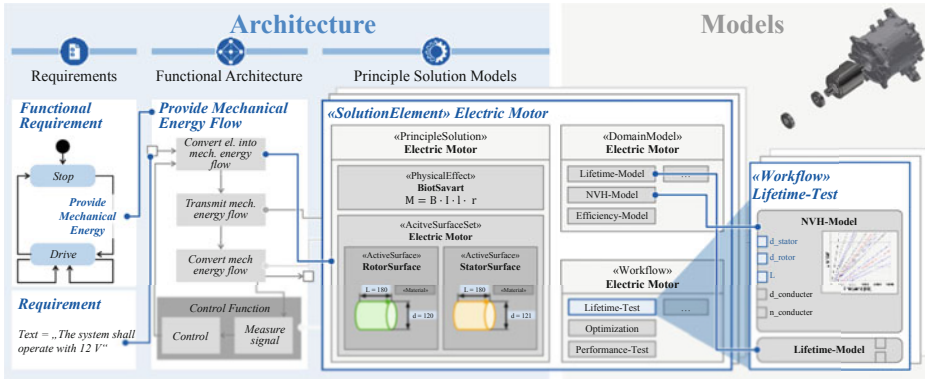 Architecture
Models
Requirements
Functional Architecture
Principle Solution Models
Functional
Requirement
Stop
Provide
Mechanical
Energy
Drive
Requirement
Text = „The system shall
operate with 12 V“
Provide Mechanical
Energy Flow
Convert el. into
mech. energy
flow
Transmit mech.
energy flow
Convert mech
energy flow
Control Function
Control
Measure
signal
«SolutionElement» Electric Motor
«PrincipleSolution»
Electric Motor
«PhysicalEffect»
BiotSavart
M = B · I · l · r
«AcitveSurfaceSet»
Electric Motor
«ActiveSurface»
RotorSurface
L = 180
«Material»
d = 120
«ActiveSurface»
StatorSurface
L = 180
«Material»
d = 121
«DomainModel»
Electric Motor
Lifetime-Model
...
NVH-Model
Efficiency-Model
«Workflow»
Electric Motor
Lifetime-Test
...
Optimization
Performance-Test
«Workflow»
Lifetime-Test
NVH-Model
d_stator
d_rotor
L
d_conducter
n_conducter
Lifetime-Model